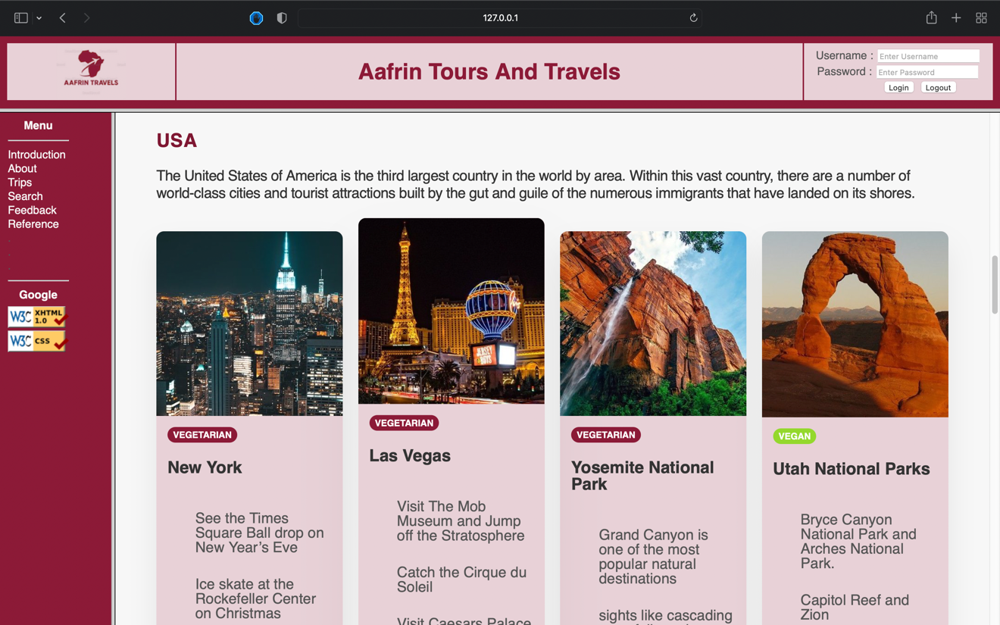 127.0.0.1
AAFRIN TRAVELS
Aafrin Tours And Travels
Username :
Enter Username
Password :
Enter Password
Login
Logout
Menu
Introduction
About
Trips
Search
Feedback
Reference
.
.
.
Google
W3C XHTML 1.0
W3C CSS
USA
The United States of America is the third largest country in the world by area. Within this vast country, there are a number of
world-class cities and tourist attractions built by the gut and guile of the numerous immigrants that have landed on its shores.
VEGETARIAN
New York
See the Times
Square Ball drop on
New Year’s Eve
Ice skate at the
Rockefeller Center
on Christmas
JERSEY
BOYS
VEGETARIAN
Las Vegas
Visit The Mob
Museum and Jump
off the Stratosphere
Catch the Cirque du
Soleil
Visit Caesars Palace
VEGETARIAN
Yosemite National
Park
Grand Canyon is
one of the most
popular natural
destinations
sights like cascading
VEGAN
Utah National Parks
Bryce Canyon
National Park and
Arches National
Park.
Capitol Reef and
Zion